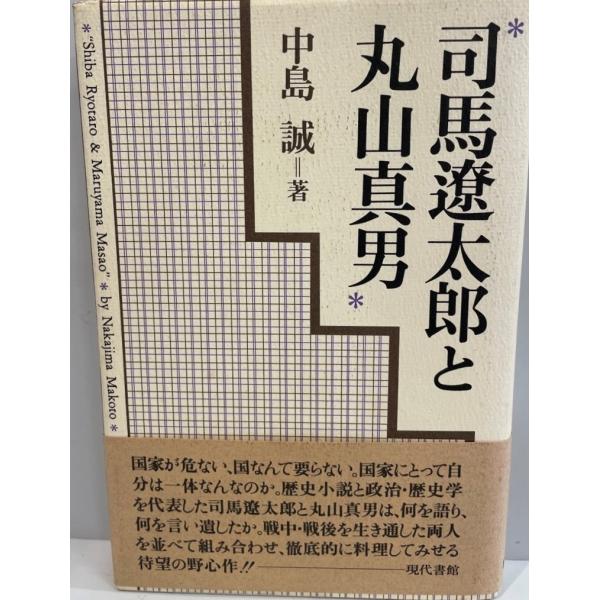 *司馬遼太郎と
丸山真男*
中島 誠=著
*"Shiba Ryotaro & Maruyama Masao"* by Nakajima Makoto*
国家が危ない、国なんて要らない。国家にとって自
分は一体なんなのか。歴史小説と政治・歴史学
を代表した司馬遼太郎と丸山真男は、何を語り、
何を言い遺したか。戦中・戦後を生き通した両人
を並べて組み合わせ、徹底的に料理してみせる
待望の野心作!!――現代書館